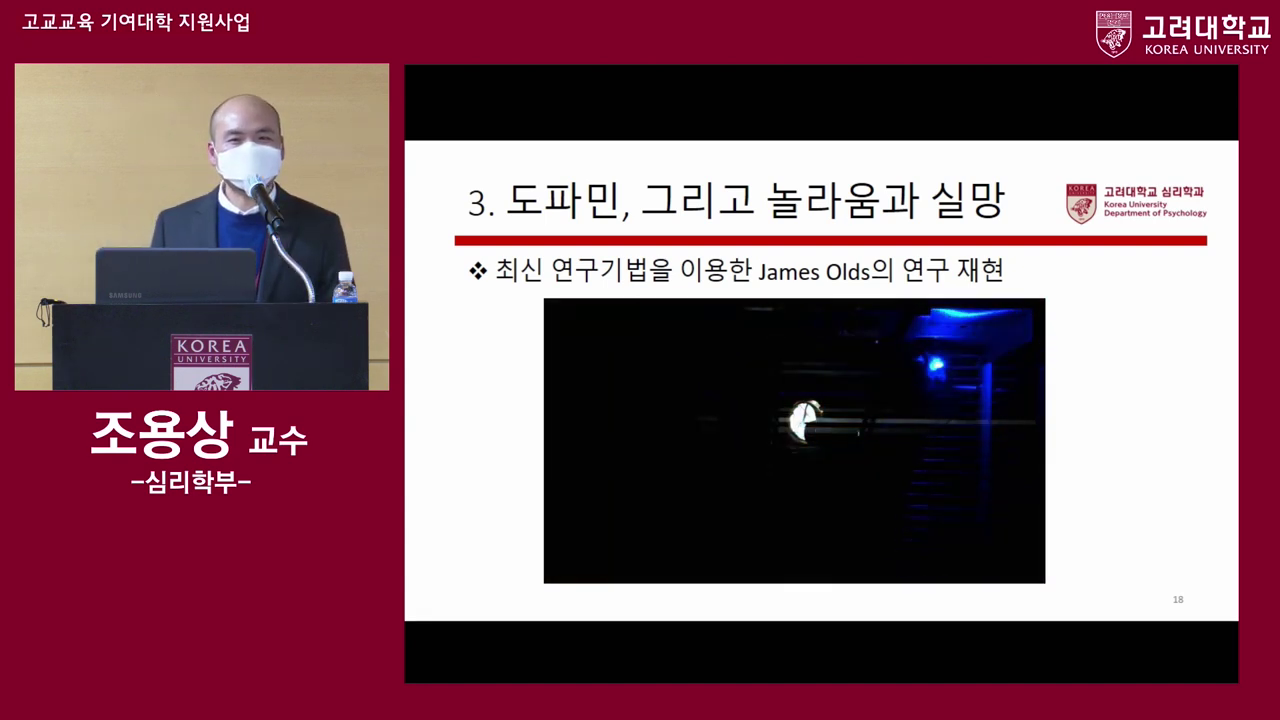 고교교육 기여대학 지원사업
고려대학교
KOREA UNIVERSITY
SAMSUNG
KOREA
UNIVERSITY
조용상 교수
-심리학부-
3. 도파민, 그리고 놀라움과 실망
KOREA
고려대학교 심리학과
Korea University
Department of Psychology
❖ 최신 연구기법을 이용한 James Olds의 연구 재현
18